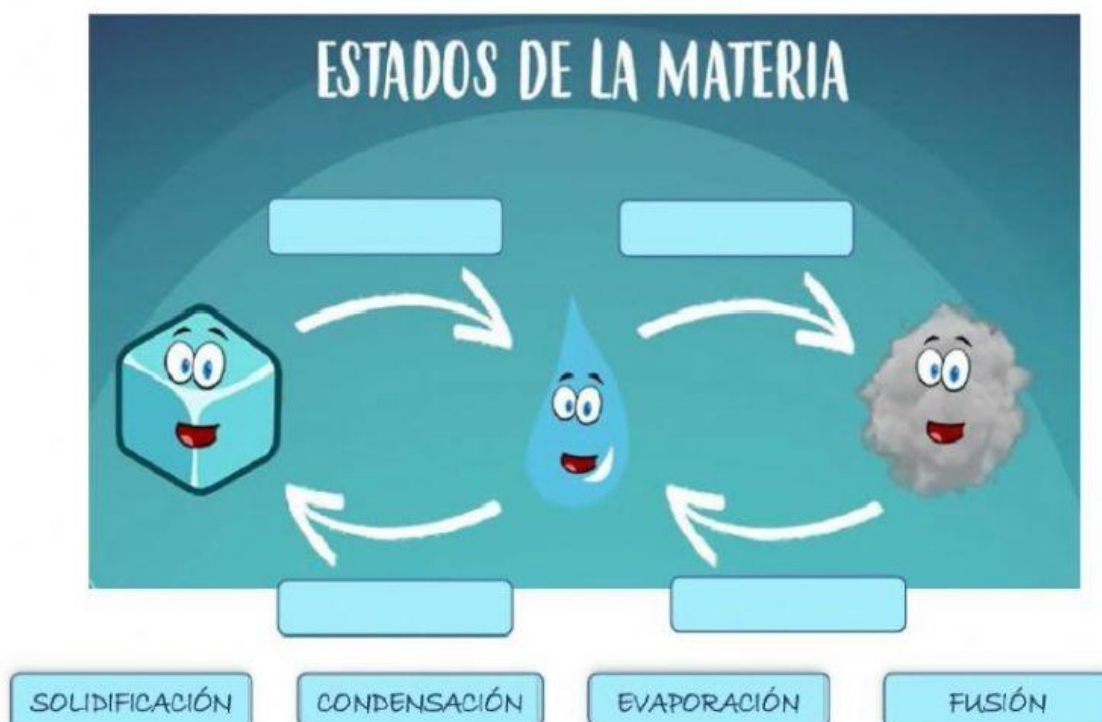 ESTADOS DE LA MATERIA
SOLIDIFICACIÓN
CONDENSACIÓN
EVAPORACIÓN
FUSIÓN